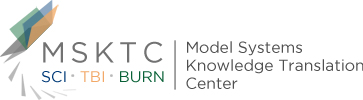 MSKTC
SCI · TBI · BURN
Model Systems
Knowledge Translation
Center